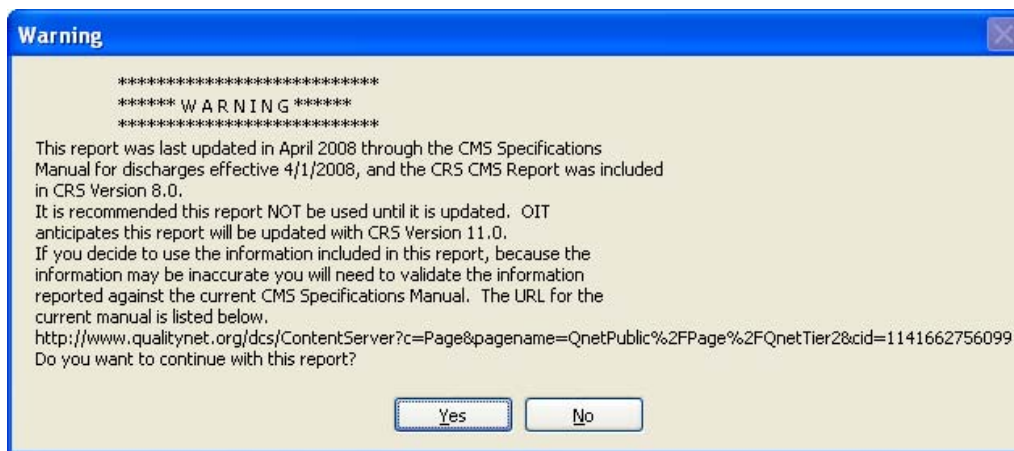 Warning
***************************
****** W A R N I N G ******
***************************
This report was last updated in April 2008 through the CMS Specifications
Manual for discharges effective 4/1/2008, and the CRS CMS Report was included
in CRS Version 8.0.
It is recommended this report NOT be used until it is updated.  OIT
anticipates this report will be updated with CRS Version 11.0.
If you decide to use the information included in this report, because the
information may be inaccurate you will need to validate the information
reported against the current CMS Specifications Manual.  The URL for the
current manual is listed below.
http://www.qualitynet.org/dcs/ContentServer?c=Page&pagename=QnetPublic%2FPage%2FQnetTier2&cid=1141662756099
Do you want to continue with this report?
Yes No